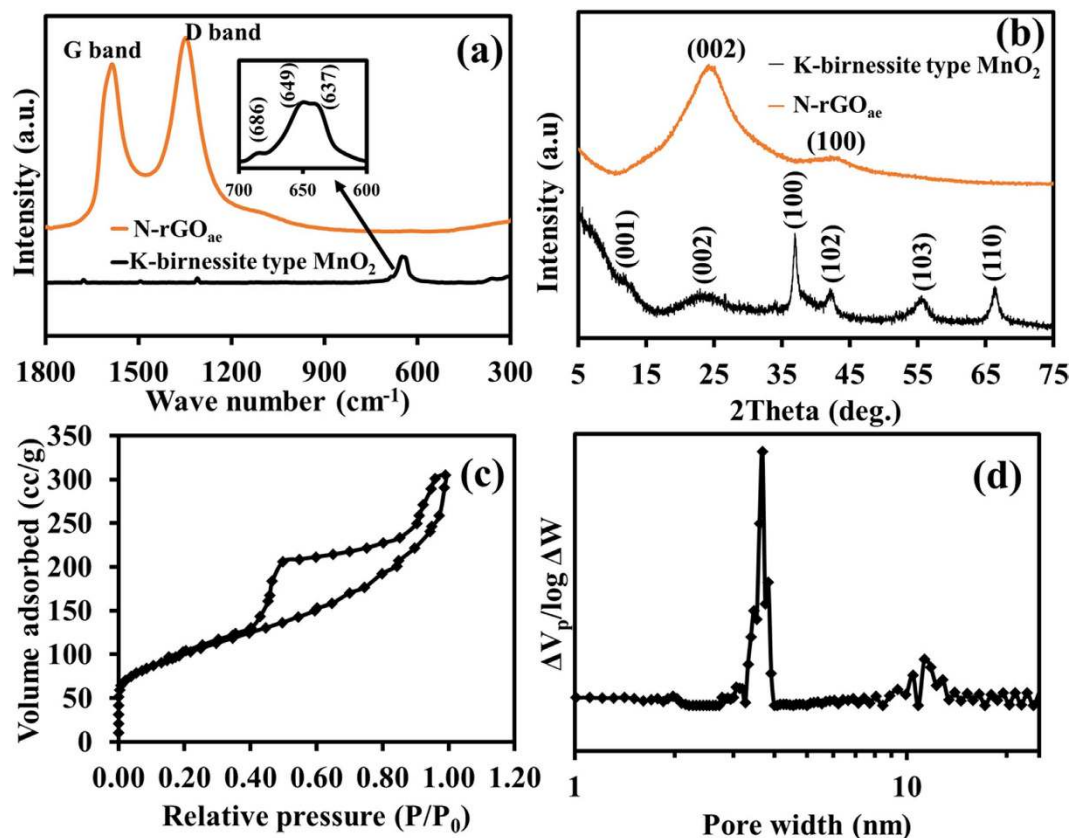 (a)
G band
D band
(686)
(649)
(637)
700
650
600
N-rGOae
K-birnessite type MnO2
Intensity (a.u.)
1800
1500
1200
900
600
300
Wave number (cm-1)
(b)
(002)
K-birnessite type MnO2
N-rGOae
(100)
(001)
(002)
(100)
(102)
(103)
(110)
Intensity (a.u)
5
15
25
35
45
55
65
75
2Theta (deg.)
(c)
Volume adsorbed (cc/g)
350
300
250
200
150
100
50
0
0.00
0.20
0.40
0.60
0.80
1.00
1.20
Relative pressure (P/P0)
(d)
ΔVp/log ΔW
1
10
Pore width (nm)